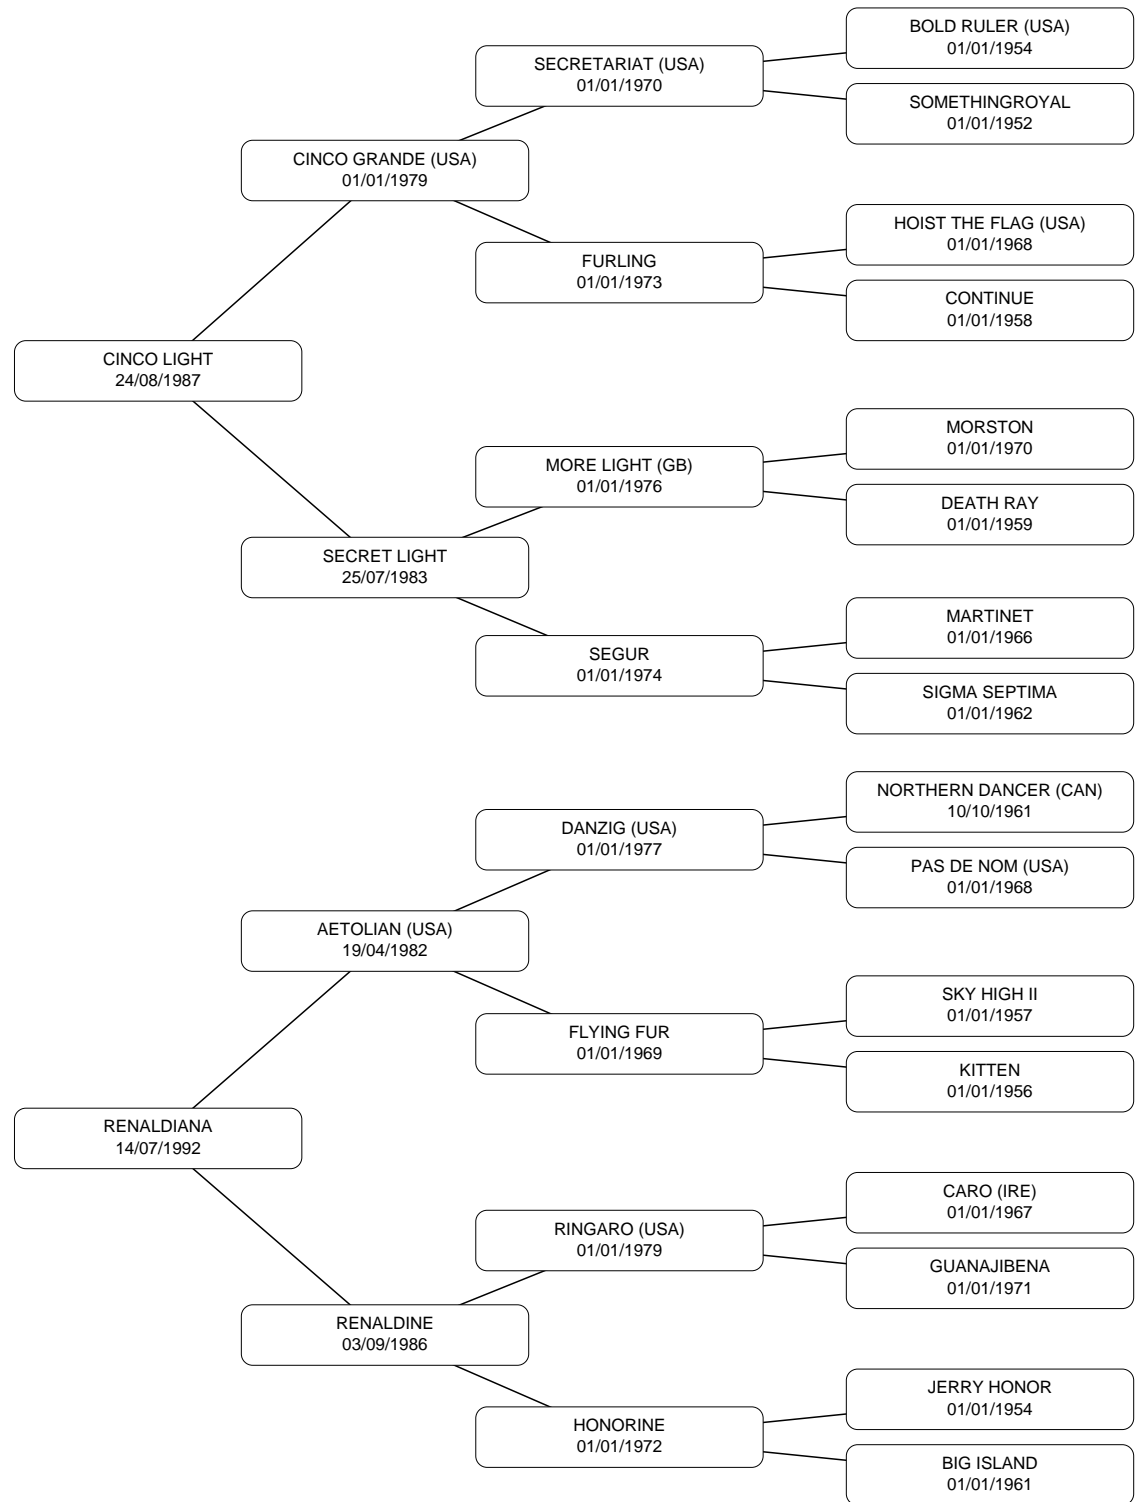 BOLD RULER (USA)
01/01/1954
SECRETARIAT (USA)
01/01/1970
SOMETHINGROYAL
01/01/1952
CINCO GRANDE (USA)
01/01/1979
HOIST THE FLAG (USA)
01/01/1968
FURLING
01/01/1973
CONTINUE
01/01/1958
CINCO LIGHT
24/08/1987
MORSTON
01/01/1970
MORE LIGHT (GB)
01/01/1976
DEATH RAY
01/01/1959
SECRET LIGHT
25/07/1983
MARTINET
01/01/1966
SEGUR
01/01/1974
SIGMA SEPTIMA
01/01/1962
NORTHERN DANCER (CAN)
10/10/1961
DANZIG (USA)
01/01/1977
PAS DE NOM (USA)
01/01/1968
AETOLIAN (USA)
19/04/1982
SKY HIGH II
01/01/1957
FLYING FUR
01/01/1969
KITTEN
01/01/1956
RENALDIANA
14/07/1992
CARO (IRE)
01/01/1967
RINGARO (USA)
01/01/1979
GUANAJIBENA
01/01/1971
RENALDINE
03/09/1986
JERRY HONOR
01/01/1954
HONORINE
01/01/1972
BIG ISLAND
01/01/1961